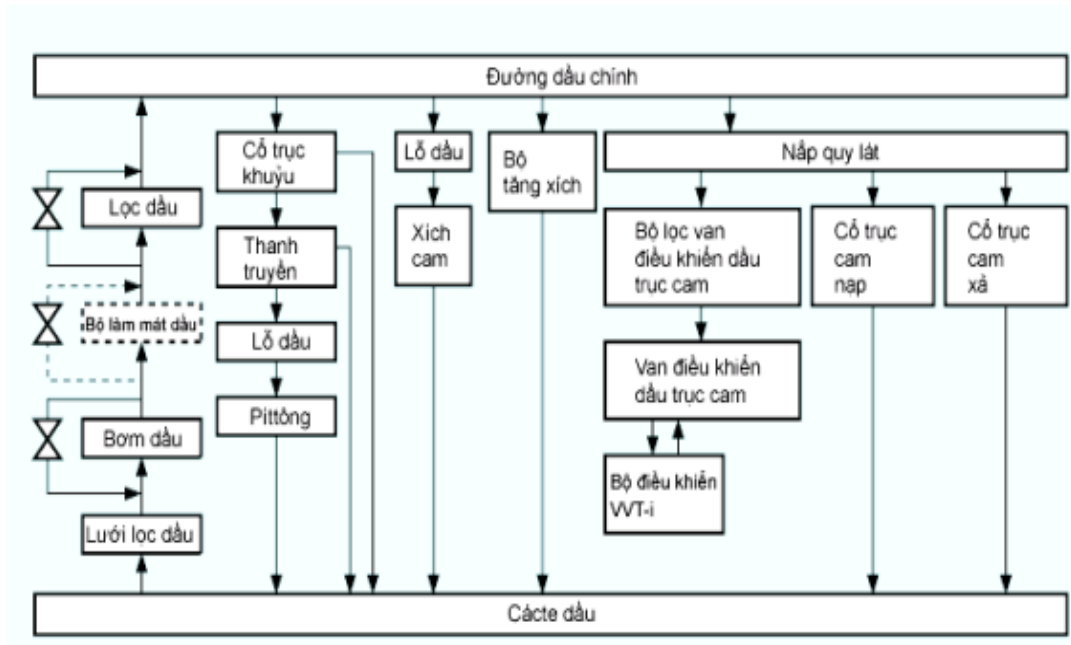 Đường dầu chính
Cổ trục
khuỷu
Lỗ dầu
Bộ
tăng xích
Nắp quy lát
Lọc dầu
Xích
cam
Bộ lọc van
điều khiển dầu
trục cam
Cổ trục
cam
nạp
Cổ trục
cam
xả
Thanh
truyền
Bộ làm mát dầu
Lỗ dầu
Van điều khiển
dầu trục cam
Pittông
Bơm dầu
Bộ điều khiển
VVT-i
Lưới lọc dầu
Cácte dầu